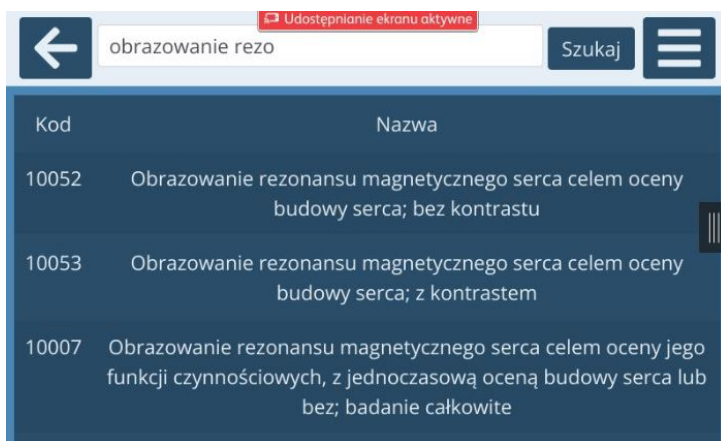 Udostępnianie ekranu aktywne
obrazowanie rezo
Szukaj
Kod Nazwa
10052 Obrazowanie rezonansu magnetycznego serca celem oceny
budowy serca; bez kontrastu
10053 Obrazowanie rezonansu magnetycznego serca celem oceny
budowy serca; z kontrastem
10007 Obrazowanie rezonansu magnetycznego serca celem oceny jego
funkcji czynnościowych, z jednoczasową oceną budowy serca lub
bez; badanie całkowite